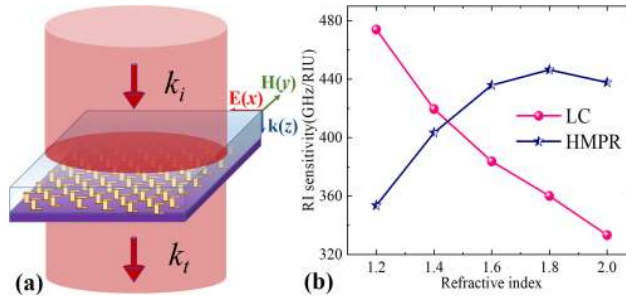 k_i
H(y)
E(x)
k(z)
k_t
(a)
RI sensitivity(GHz/RIU)
480
440
400
360
320
LC
HMPR
1.2 1.4 1.6 1.8 2.0
Refractive index
(b)